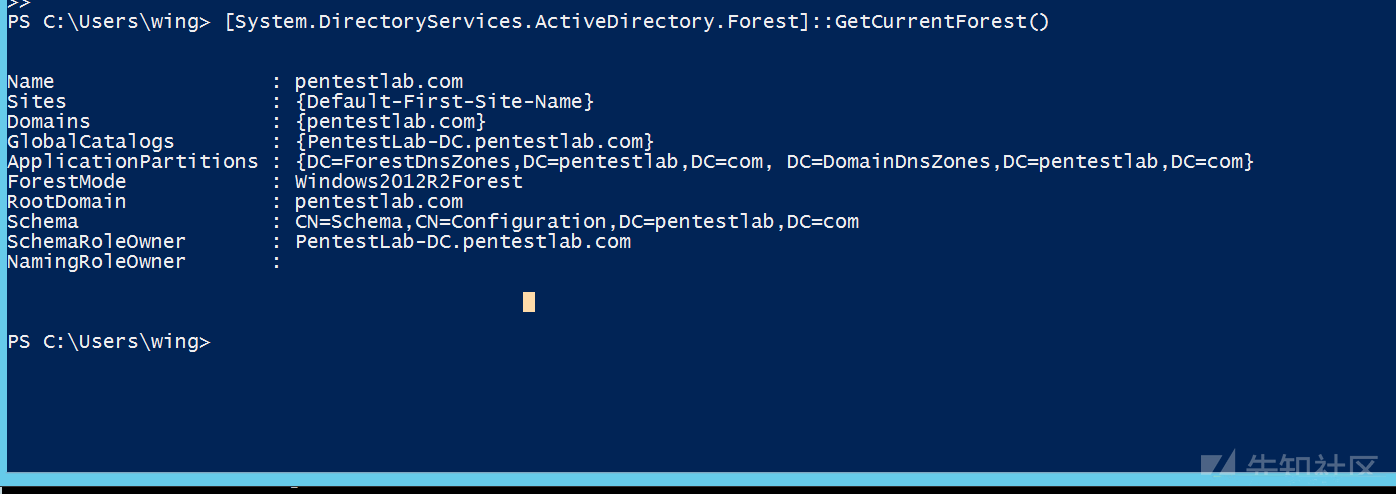 >>
PS C:\Users\wing> [System.DirectoryServices.ActiveDirectory.Forest]::GetCurrentForest()
Name                  : pentestlab.com
Sites                 : {Default-First-Site-Name}
Domains               : {pentestlab.com}
GlobalCatalogs        : {PentestLab-DC.pentestlab.com}
ApplicationPartitions : {DC=ForestDnsZones,DC=pentestlab,DC=com, DC=DomainDnsZones,DC=pentestlab,DC=com}
ForestMode            : Windows2012R2Forest
RootDomain            : pentestlab.com
Schema                : CN=Schema,CN=Configuration,DC=pentestlab,DC=com
SchemaRoleOwner       : PentestLab-DC.pentestlab.com
NamingRoleOwner       :
PS C:\Users\wing>
先知社区